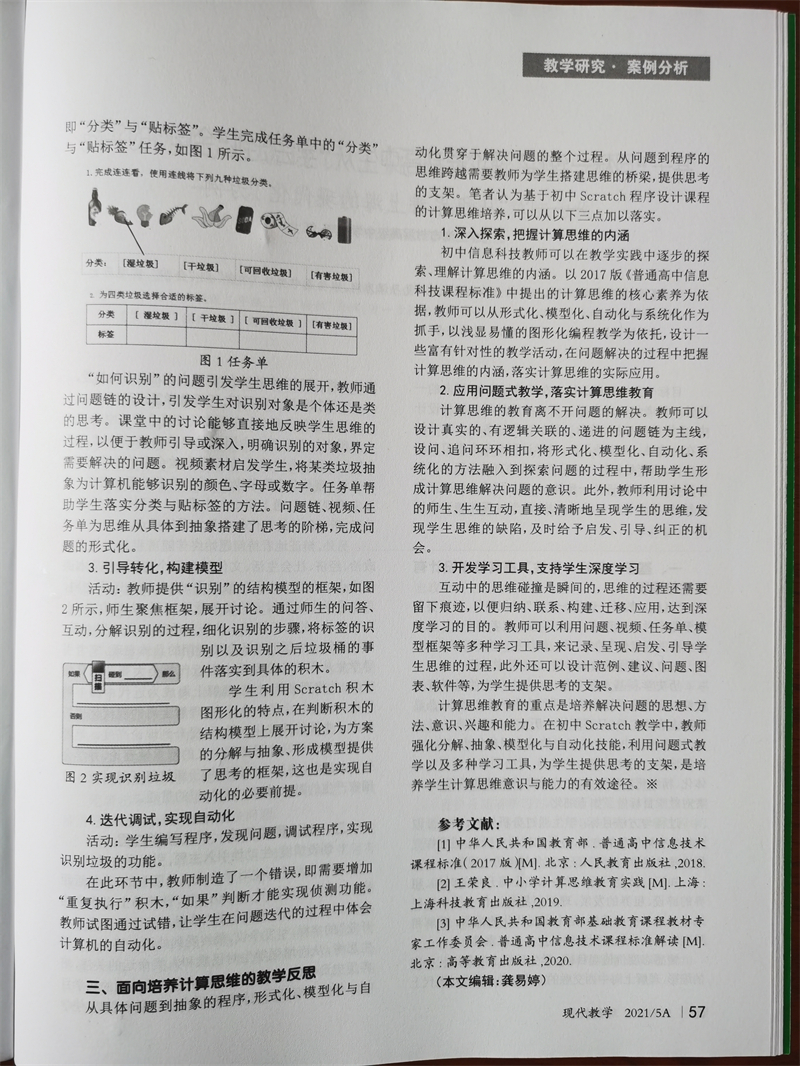 教学研究 · 案例分析
即“分类”与“贴标签”。学生完成任务单中的“分类”
与“贴标签”任务,如图 1 所示。
1. 完成连连看，使用连线将下列九种垃圾分类。
分类： [湿垃圾] [干垃圾] [可回收垃圾] [有害垃圾]
2. 为四类垃圾选择合适的标签。
分类 [ 湿垃圾 ] [ 干垃圾 ] [ 可回收垃圾 ] [有害垃圾]
标签
图 1 任务单
“如何识别”的问题引发学生思维的展开,教师通
过问题链的设计,引发学生对识别对象是个体还是类
的思考。课堂中的讨论能够直接地反映学生思维的
过程,以便于教师引导或深入,明确识别的对象,界定
需要解决的问题。视频素材启发学生,将某类垃圾抽
象为计算机能够识别的颜色、字母或数字。任务单帮
助学生落实分类与贴标签的方法。问题链、视频、任
务单为思维从具体到抽象搭建了思考的阶梯,完成问
题的形式化。
3. 引导转化,构建模型
活动：教师提供“识别”的结构模型的框架,如图
2 所示,师生聚焦框架,展开讨论。通过师生的问答、
互动,分解识别的过程,细化识别的步骤,将标签的识
别以及识别之后垃圾桶的事
件落实到具体的积木。
学生利用 Scratch 积木
图形化的特点,在判断积木的
结构模型上展开讨论,为方案
的分解与抽象、形成模型提供
了思考的框架,这也是实现自
动化的必要前提。
如果 扫描 碰到 那么
否则
图 2 实现识别垃圾
4. 迭代调试,实现自动化
活动：学生编写程序,发现问题,调试程序,实现
识别垃圾的功能。
在此环节中,教师制造了一个错误,即需要增加
“重复执行”积木,“如果”判断才能实现侦测功能。
教师试图通过试错,让学生在问题迭代的过程中体会
计算机的自动化。
三、面向培养计算思维的教学反思
从具体问题到抽象的程序,形式化、模型化与自
动化贯穿于解决问题的整个过程。从问题到程序的
思维跨越需要教师为学生搭建思维的桥梁,提供思考
的支架。笔者认为基于初中 Scratch 程序设计课程
的计算思维培养,可以从以下三点加以落实。
1. 深入探索,把握计算思维的内涵
初中信息科技教师可以在教学实践中逐步的探
索、理解计算思维的内涵。以 2017 版《普通高中信息
科技课程标准》中提出的计算思维的核心素养为依
据,教师可以从形式化、模型化、自动化与系统化作为
抓手,以浅显易懂的图形化编程教学为依托,设计一
些富有针对性的教学活动,在问题解决的过程中把握
计算思维的内涵,落实计算思维的实际应用。
2. 应用问题式教学,落实计算思维教育
计算思维的教育离不开问题的解决。教师可以
设计真实的、有逻辑关联的、递进的问题链为主线,
设问、追问环环相扣,将形式化、模型化、自动化、系
统化的方法融入到探索问题的过程中,帮助学生形
成计算思维解决问题的意识。此外,教师利用讨论中
的师生、生生互动,直接、清晰地呈现学生的思维,发
现学生思维的缺陷,及时给予启发、引导、纠正的机
会。
3. 开发学习工具,支持学生深度学习
互动中的思维碰撞是瞬间的,思维的过程还需要
留下痕迹,以便归纳、联系、构建、迁移、应用,达到深
度学习的目的。教师可以利用问题、视频、任务单、模
型框架等多种学习工具,来记录、呈现、启发、引导学
生思维的过程,此外还可以设计范例、建议、问题、图
表、软件等,为学生提供思考的支架。
计算思维教育的重点是培养解决问题的思想、方
法、意识、兴趣和能力。在初中 Scratch 教学中,教师
强化分解、抽象、模型化与自动化技能,利用问题式教
学以及多种学习工具,为学生提供思考的支架,是培
养学生计算思维意识与能力的有效途径。※
参考文献：
[1] 中华人民共和国教育部 . 普通高中信息技术
课程标准( 2017 版)[M]. 北京 : 人民教育出版社 ,2018.
[2] 王荣良 . 中小学计算思维教育实践 [M]. 上海 :
上海科技教育出版社 ,2019.
[3] 中华人民共和国教育部基础教育课程教材专
家工作委员会 . 普通高中信息技术课程标准解读 [M].
北京 : 高等教育出版社 ,2020.
(本文编辑：龚易婷)
现代教学 2021/5A | 57